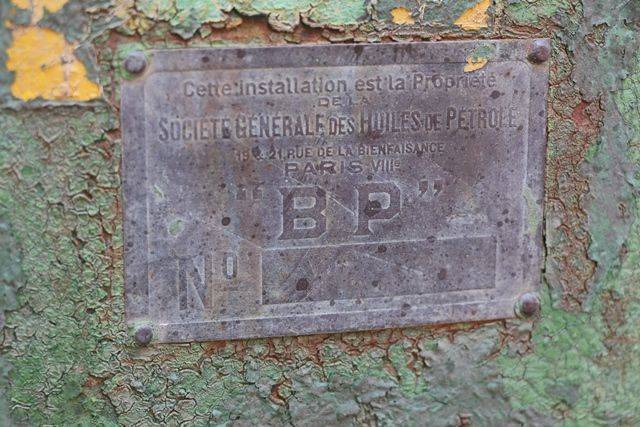 Cette installation est la Propriété
DE LA
SOCIÉTÉ GÉNÉRALE DES HUILES DE PÉTROLE
19 & 21, RUE DE LA BIENFAISANCE
PARIS VIIIe
"BP"
No